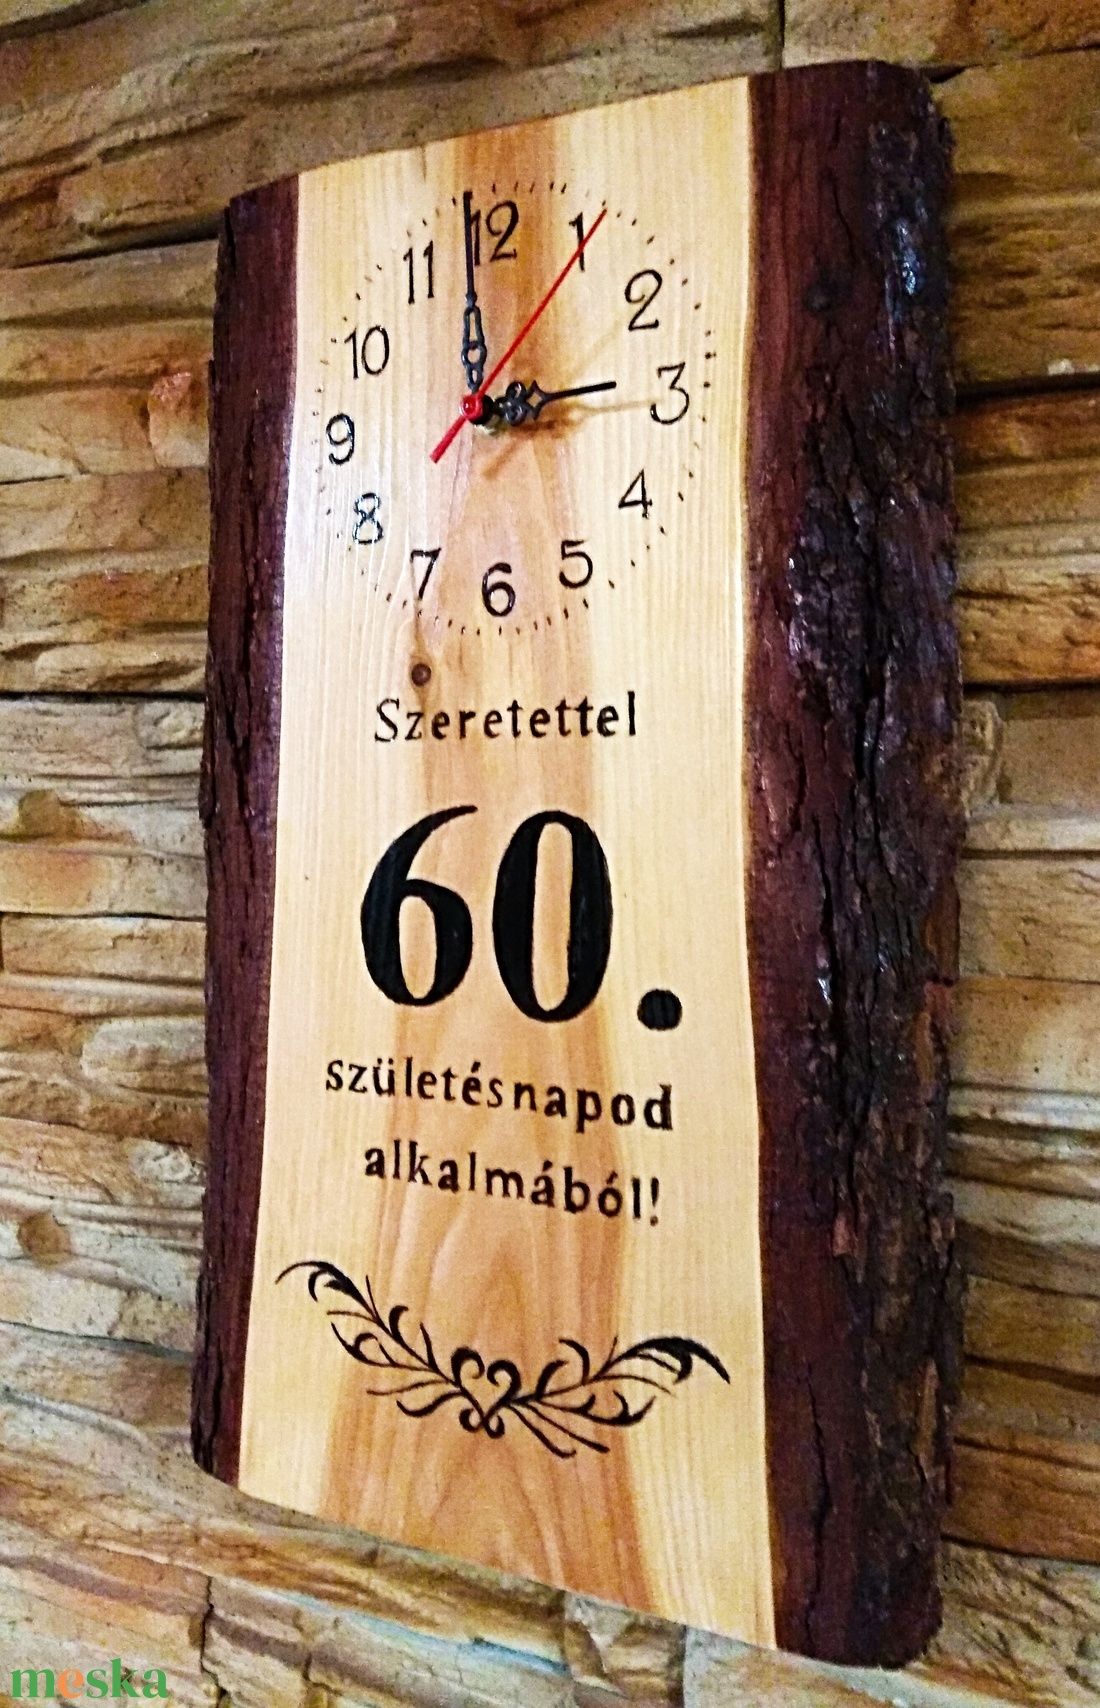 12
11 1
10 2
9 3
8 4
7 6 5
Szeretettel
60.
születésnapod
alkalmából!
meska